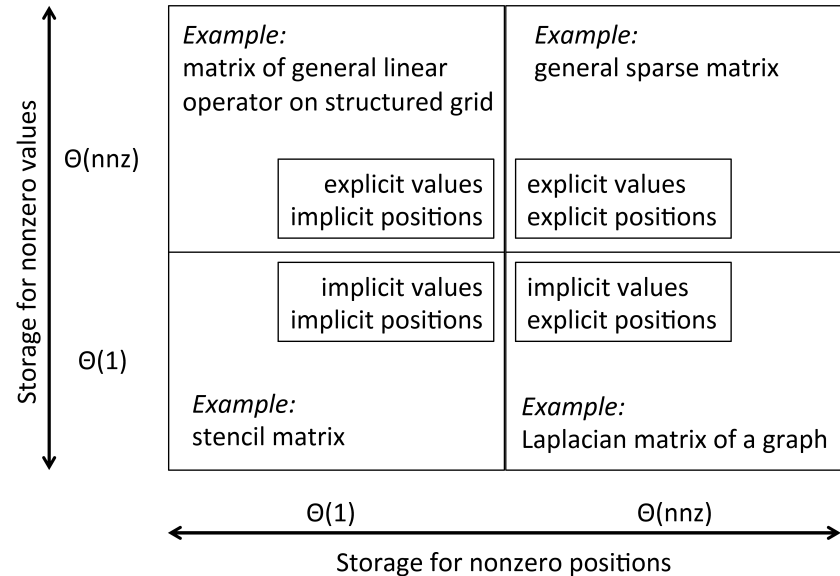 Example:
matrix of general linear
operator on structured grid
Example:
general sparse matrix
Storage for nonzero values
Θ(nnz)
explicit values
implicit positions
explicit values
explicit positions
implicit values
implicit positions
implicit values
explicit positions
Θ(1)
Example:
stencil matrix
Example:
Laplacian matrix of a graph
Θ(1)
Θ(nnz)
Storage for nonzero positions